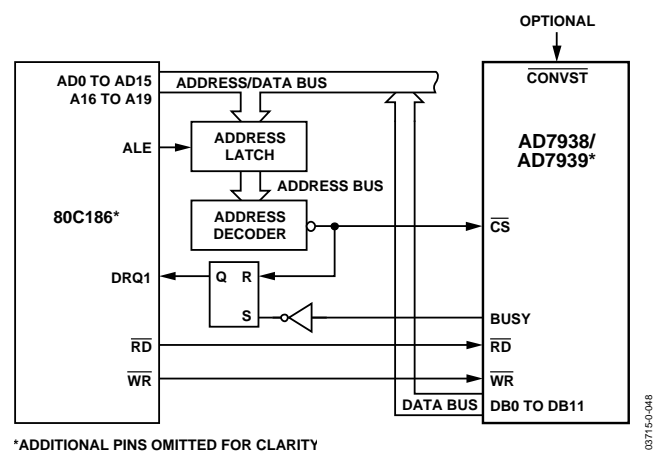 OPTIONAL
CONVST
AD0 TO AD15
A16 TO A19
ADDRESS/DATA BUS
AD7938/
AD7939*
ALE
ADDRESS
LATCH
ADDRESS BUS
80C186*
ADDRESS
DECODER
CS
DRQ1
Q R
S
BUSY
RD
RD
WR
WR
DATA BUS
DB0 TO DB11
*ADDITIONAL PINS OMITTED FOR CLARITY
03715-0-048